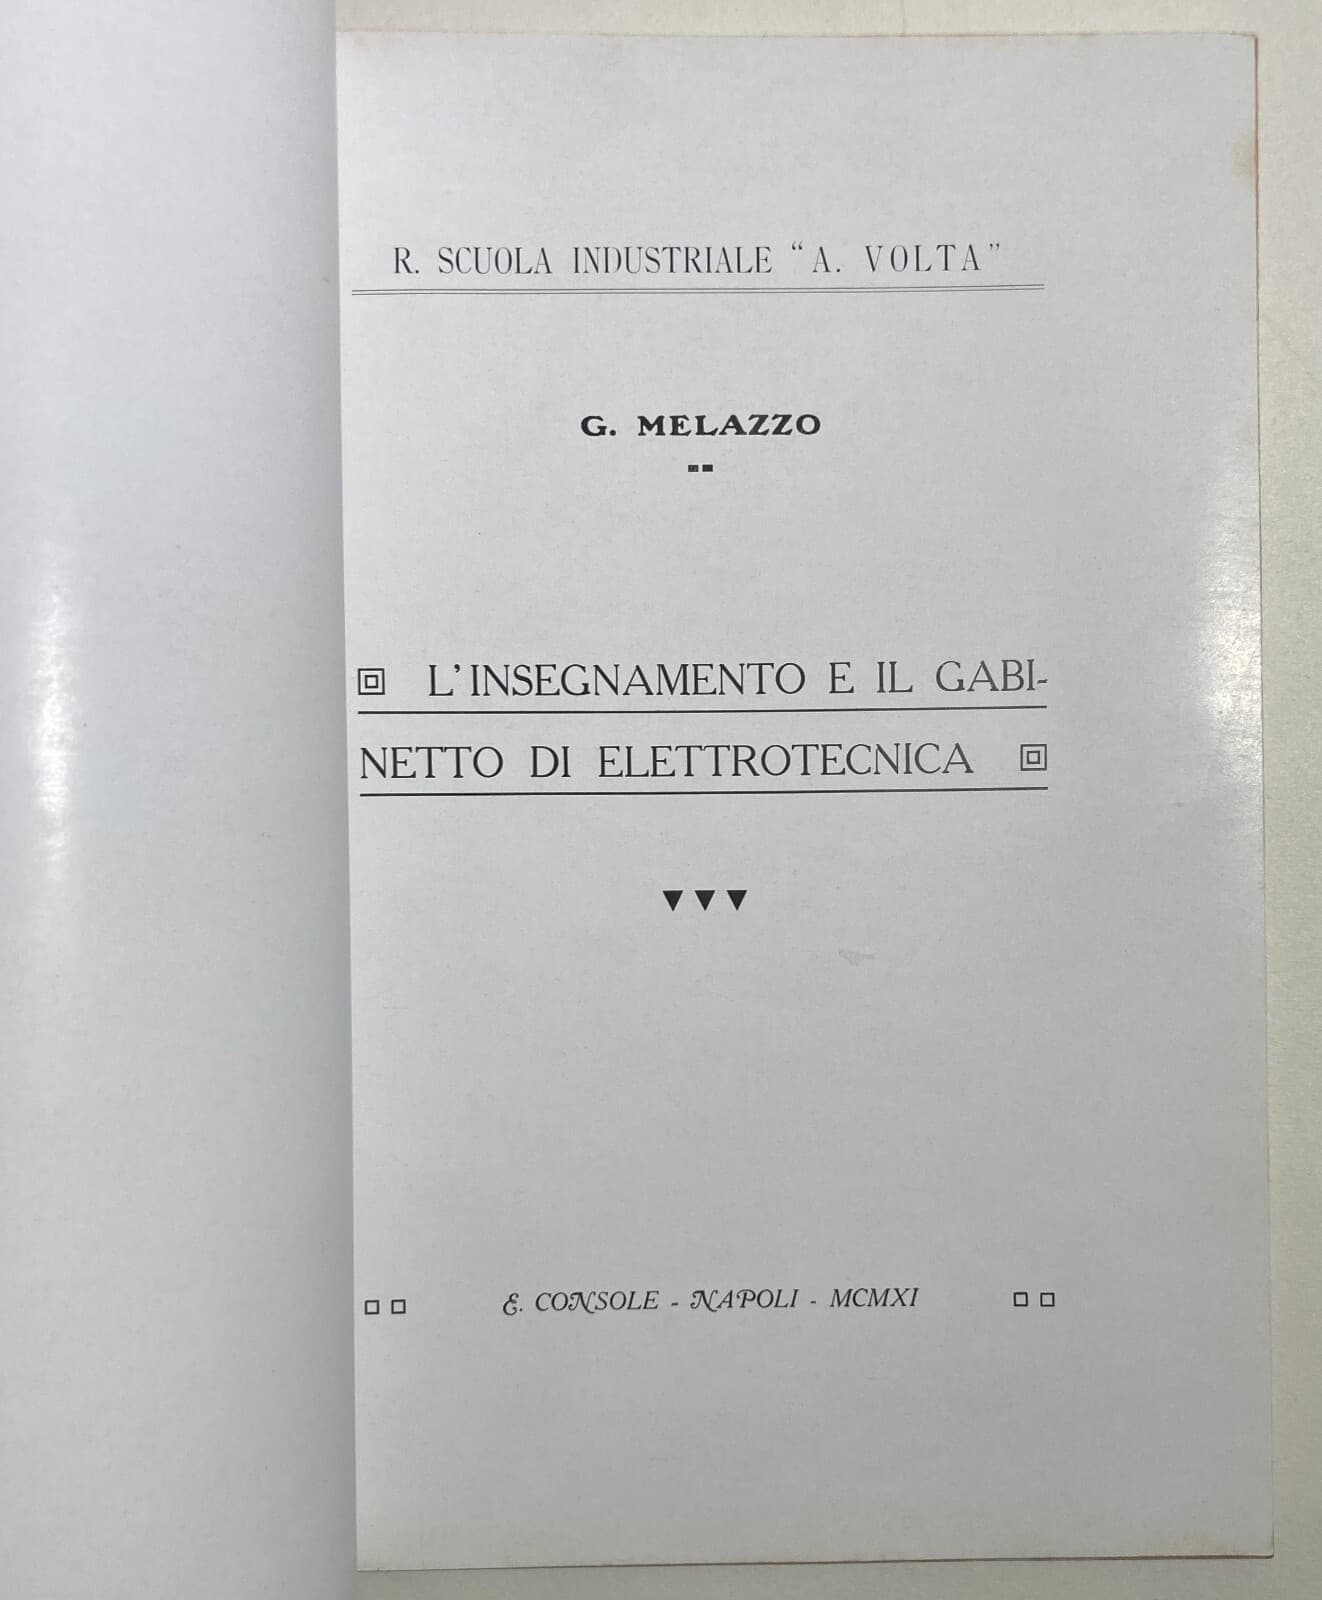 R. SCUOLA INDUSTRIALE “A. VOLTA”
G. MELAZZO
L'INSEGNAMENTO E IL GABI-
NETTO DI ELETTROTECNICA
E. CONSOLE - NAPOLI - MCMXI